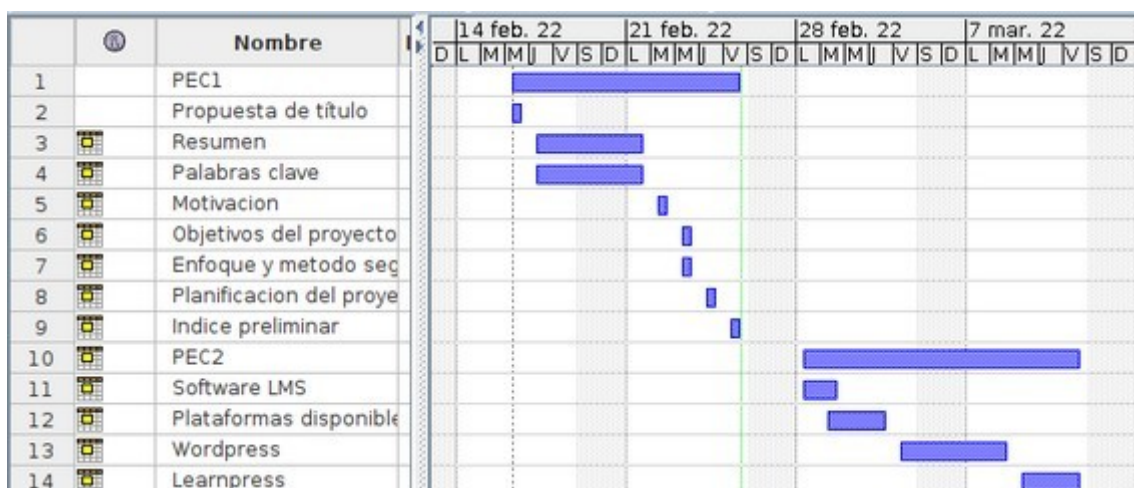 Nombre
14 feb. 22 21 feb. 22 28 feb. 22 7 mar. 22
D L M M J V S D L M M J V S D L M M J V S D L M M J V S D
1 PEC1
2 Propuesta de título
3 Resumen
4 Palabras clave
5 Motivacion
6 Objetivos del proyecto
7 Enfoque y metodo seg
8 Planificacion del proye
9 Indice preliminar
10 PEC2
11 Software LMS
12 Plataformas disponible
13 Wordpress
14 Learnpress